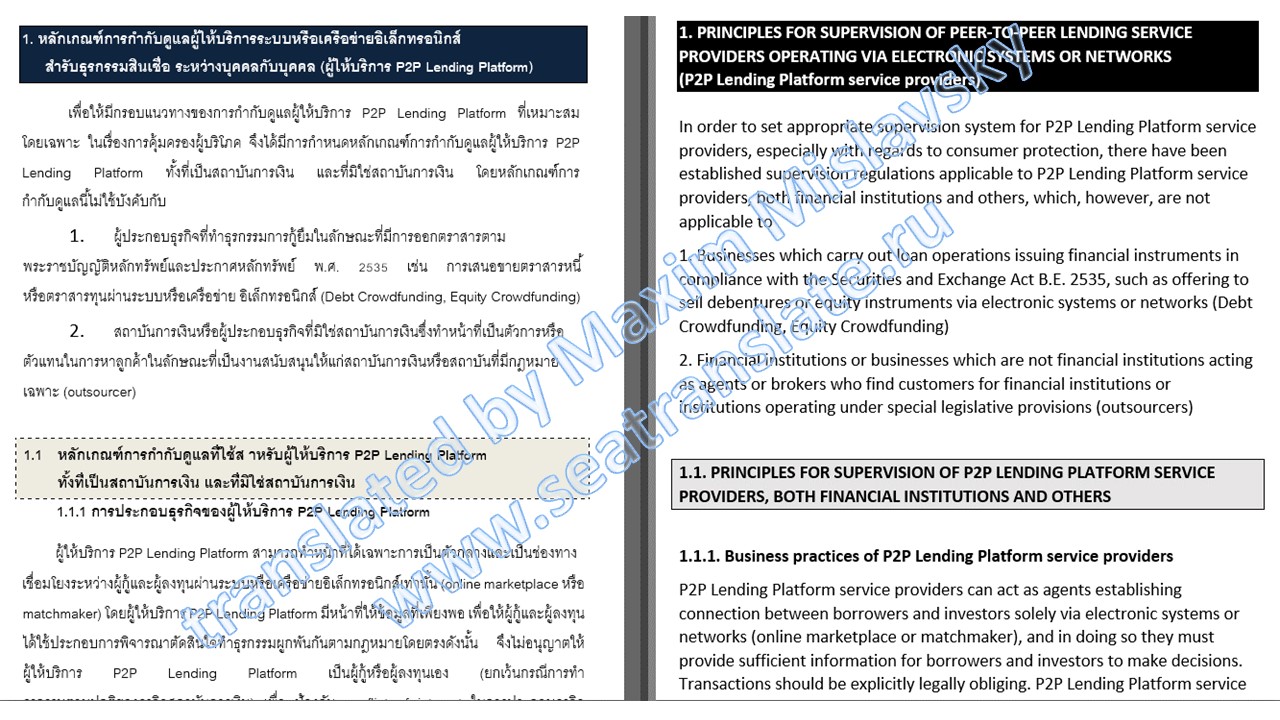 1. หลักเกณฑ์การกำกับดูแลผู้ให้บริการระบบหรือเครือข่ายอิเล็กทรอนิกส์
สำรับธุรกรรมสินเชื่อ ระหว่างบุคคลกับบุคคล (ผู้ให้บริการ P2P Lending Platform)
เพื่อให้มีกรอบแนวทางของการกำกับดูแลผู้ให้บริการ P2P Lending Platform ที่เหมาะสม
โดยเฉพาะ ในเรื่องการคุ้มครองผู้บริโภค จึงได้มีการกำหนดหลักเกณฑ์การกำกับดูแลผู้ให้บริการ P2P
Lending Platform ทั้งที่เป็นสถาบันการเงิน และที่มิใช่สถาบันการเงิน โดยหลักเกณฑ์การ
กำกับดูแลนี้ไม่ใช้บังคับกับ
1. ผู้ประกอบธุรกิจที่ทำธุรกรรมการกู้ยืมในลักษณะที่มีการออกตราสารตาม
พระราชบัญญัติหลักทรัพย์และประกาศหลักทรัพย์ พ.ศ. 2535 เช่น การเสนอขายตราสารหนี้
หรือตราสารทุนผ่านระบบหรือเครือข่าย อิเล็กทรอนิกส์ (Debt Crowdfunding, Equity Crowdfunding)
2. สถาบันการเงินหรือผู้ประกอบธุรกิจที่มิใช่สถาบันการเงินซึ่งทำหน้าที่เป็นตัวการหรือ
ตัวแทนในการหาลูกค้าในลักษณะที่เป็นงานสนับสนุนให้แก่สถาบันการเงินหรือสถาบันที่มีกฎหมาย
เฉพาะ (outsourcer)
1.1 หลักเกณฑ์การกำกับดูแลที่ใช้ส าหรับผู้ให้บริการ P2P Lending Platform
ทั้งที่เป็นสถาบันการเงิน และที่มิใช่สถาบันการเงิน
1.1.1 การประกอบธุรกิจของผู้ให้บริการ P2P Lending Platform
ผู้ให้บริการ P2P Lending Platform สามารถทำหน้าที่ได้เฉพาะการเป็นตัวกลางและเป็นช่องทาง
เชื่อมโยงระหว่างผู้กู้และผู้ลงทุนผ่านระบบหรือเครือข่ายอิเล็กทรอนิกส์เท่านั้น (online marketplace หรือ
matchmaker) โดยผู้ให้บริการ P2P Lending Platform มีหน้าที่ให้ข้อมูลที่เพียงพอ เพื่อให้ผู้กู้และผู้ลงทุน
ได้ใช้ประกอบการพิจารณาตัดสินใจทำธุรกรรมผูกพันกันตามกฎหมายโดยตรงดังนั้น จึงไม่อนุญาตให้
ผู้ให้บริการ P2P Lending Platform เป็นผู้กู้หรือผู้ลงทุนเอง (ยกเว้นกรณีการทำ
1. PRINCIPLES FOR SUPERVISION OF PEER-TO-PEER LENDING SERVICE
PROVIDERS OPERATING VIA ELECTRONIC SYSTEMS OR NETWORKS
(P2P Lending Platform service providers)
In order to set appropriate supervision system for P2P Lending Platform service
providers, especially with regards to consumer protection, there have been
established supervision regulations applicable to P2P Lending Platform service
providers, both financial institutions and others, which, however, are not
applicable to
1. Businesses which carry out loan operations issuing financial instruments in
compliance with the Securities and Exchange Act B.E. 2535, such as offering to
sell debentures or equity instruments via electronic systems or networks (Debt
Crowdfunding, Equity Crowdfunding)
2. Financial institutions or businesses which are not financial institutions acting
as agents or brokers who find customers for financial institutions or
institutions operating under special legislative provisions (outsourcers)
1.1. PRINCIPLES FOR SUPERVISION OF P2P LENDING PLATFORM SERVICE
PROVIDERS, BOTH FINANCIAL INSTITUTIONS AND OTHERS
1.1.1. Business practices of P2P Lending Platform service providers
P2P Lending Platform service providers can act as agents establishing
connection between borrowers and investors solely via electronic systems or
networks (online marketplace or matchmaker), and in doing so they must
provide sufficient information for borrowers and investors to make decisions.
Transactions should be explicitly legally obliging. P2P Lending Platform service
translated by Maxim Mislavsky
www.seatranslate.ru